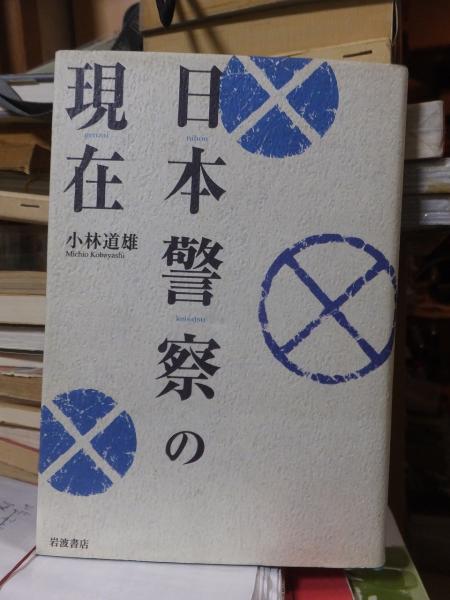 日本警察の
nihon
keisatsu
現在
genzai
小林道雄
Michio Kobayashi
岩波書店